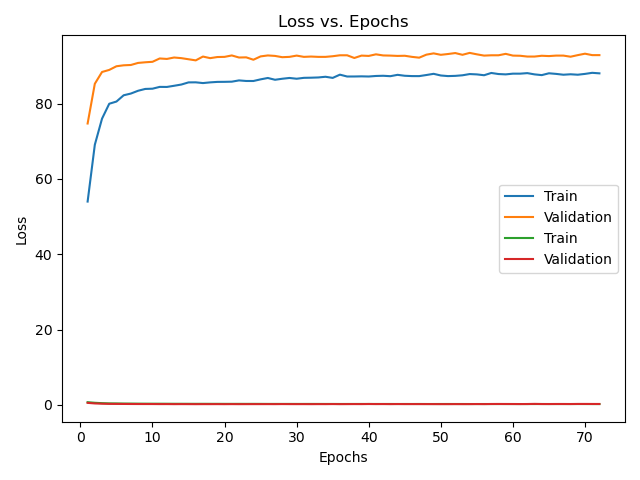 Loss vs. Epochs
Loss
80
60
40
20
0
Train
Validation
Train
Validation
0 10 20 30 40 50 60 70
Epochs